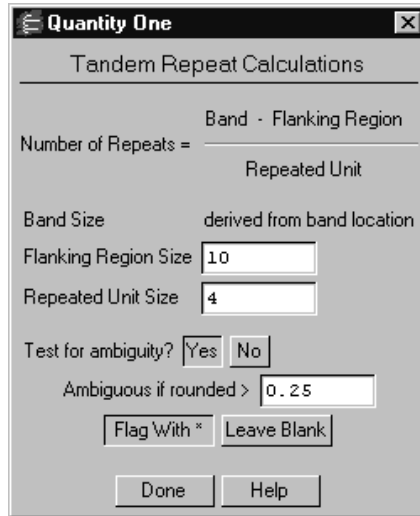 Quantity One
Tandem Repeat Calculations
Band - Flanking Region
Number of Repeats =
Repeated Unit
Band Size derived from band location
Flanking Region Size 10
Repeated Unit Size 4
Test for ambiguity? Yes No
Ambiguous if rounded > 0.25
Flag With * Leave Blank
Done Help